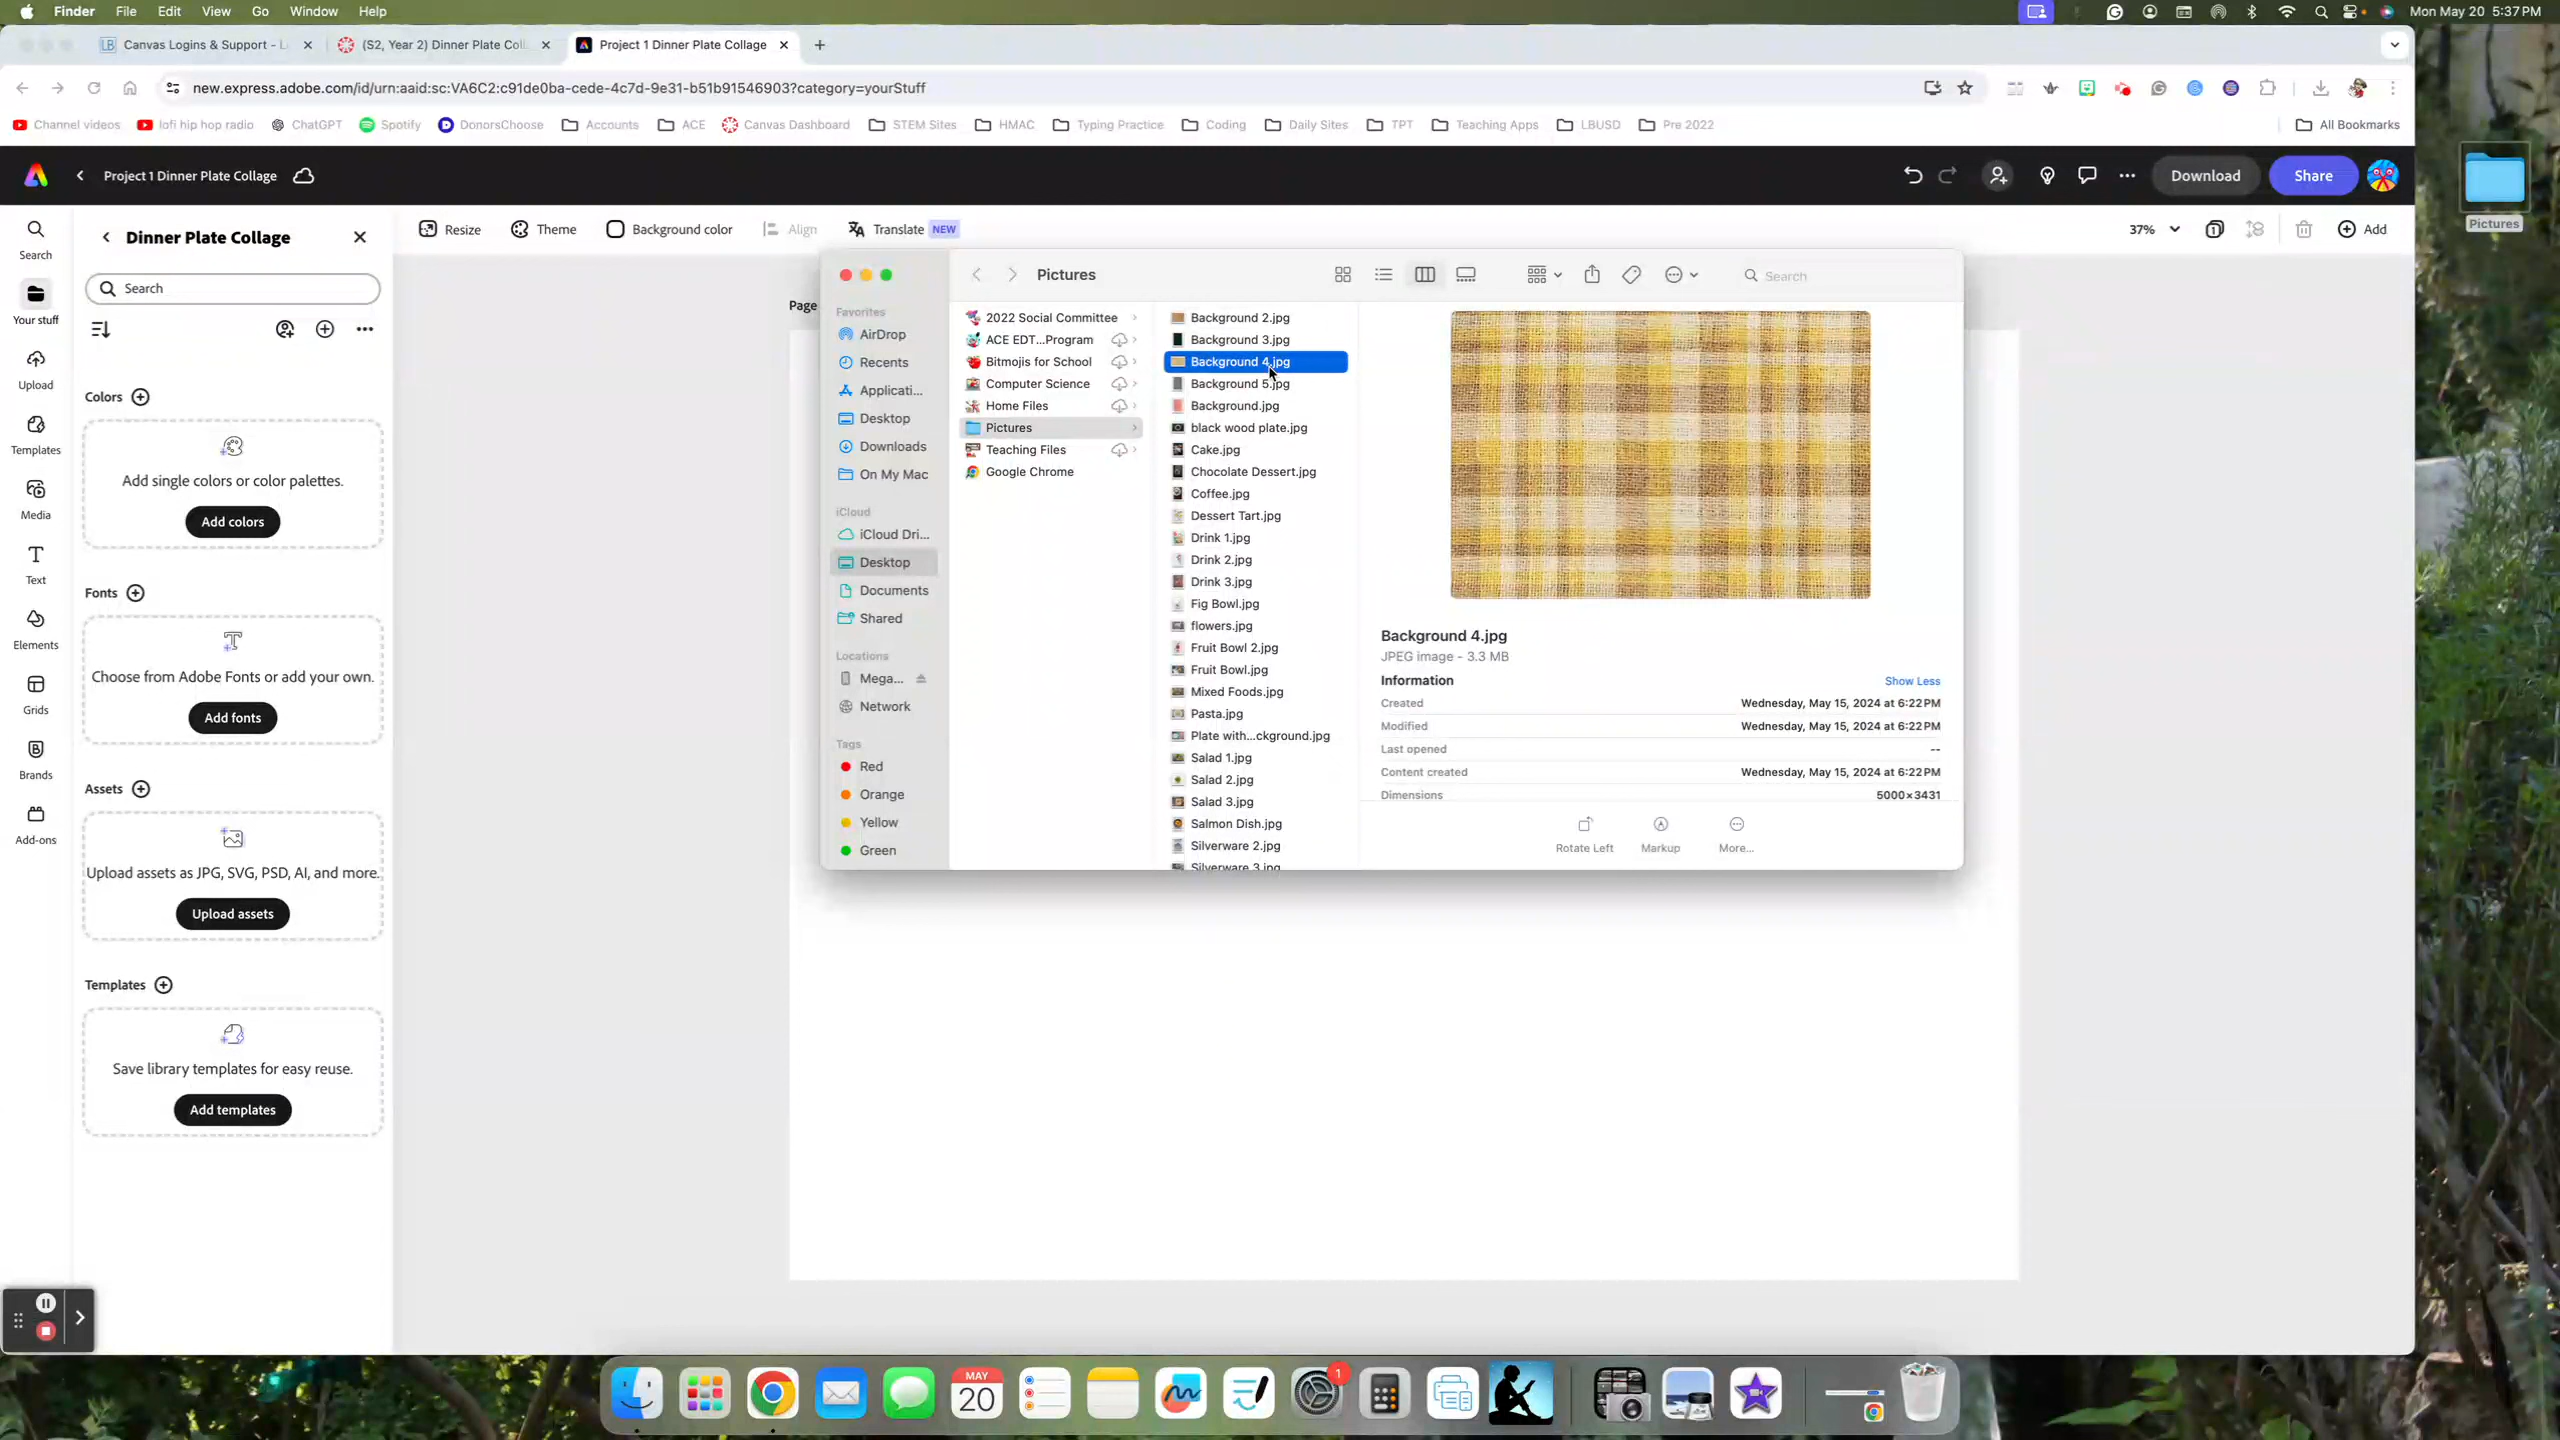 Finder File Edit View Go Window Help Mon May 20 5:37 PM
Canvas Logins & Support - L
(S2, Year 2) Dinner Plate Coll
Project 1 Dinner Plate Collage
new.express.adobe.com/id/urn:aaid:sc:VA6C2:c91de0ba-cede-4c7d-9e31-b51b91546903?category=yourStuff
Channel videos lofi hip hop radio ChatGPT Spotify DonorsChoose Accounts ACE Canvas Dashboard STEM Sites HMAC Typing Practice Coding Daily Sites TPT Teaching Apps LBUSD Pre 2022 All Bookmarks
Project 1 Dinner Plate Collage
Download
Share
Pictures
Search
Your stuff
Upload
Templates
Media
Text
Elements
Grids
Brands
Add-ons
Dinner Plate Collage
Search
Colors
Add single colors or color palettes.
Add colors
Fonts
Choose from Adobe Fonts or add your own.
Add fonts
Assets
Upload assets as JPG, SVG, PSD, AI, and more.
Upload assets
Templates
Save library templates for easy reuse.
Add templates
Resize Theme Background color Align Translate NEW 37% 1 Add
Page
Pictures
Search
Favorites
AirDrop
Recents
Applicati...
Desktop
Downloads
On My Mac
iCloud
iCloud Dri...
Desktop
Documents
Shared
Locations
Mega...
Network
Tags
Red
Orange
Yellow
Green
2022 Social Committee
ACE EDT...Program
Bitmojis for School
Computer Science
Home Files
Pictures
Teaching Files
Google Chrome
Background 2.jpg
Background 3.jpg
Background 4.jpg
Background 5.jpg
Background.jpg
black wood plate.jpg
Cake.jpg
Chocolate Dessert.jpg
Coffee.jpg
Dessert Tart.jpg
Drink 1.jpg
Drink 2.jpg
Drink 3.jpg
Fig Bowl.jpg
flowers.jpg
Fruit Bowl 2.jpg
Fruit Bowl.jpg
Mixed Foods.jpg
Pasta.jpg
Plate with...ckground.jpg
Salad 1.jpg
Salad 2.jpg
Salad 3.jpg
Salmon Dish.jpg
Silverware 2.jpg
Silverware 3.jpg
Background 4.jpg
JPEG image - 3.3 MB
Information Show Less
Created Wednesday, May 15, 2024 at 6:22 PM
Modified Wednesday, May 15, 2024 at 6:22 PM
Last opened --
Content created Wednesday, May 15, 2024 at 6:22 PM
Dimensions 5000×3431
Rotate Left Markup More...
MAY
20
1